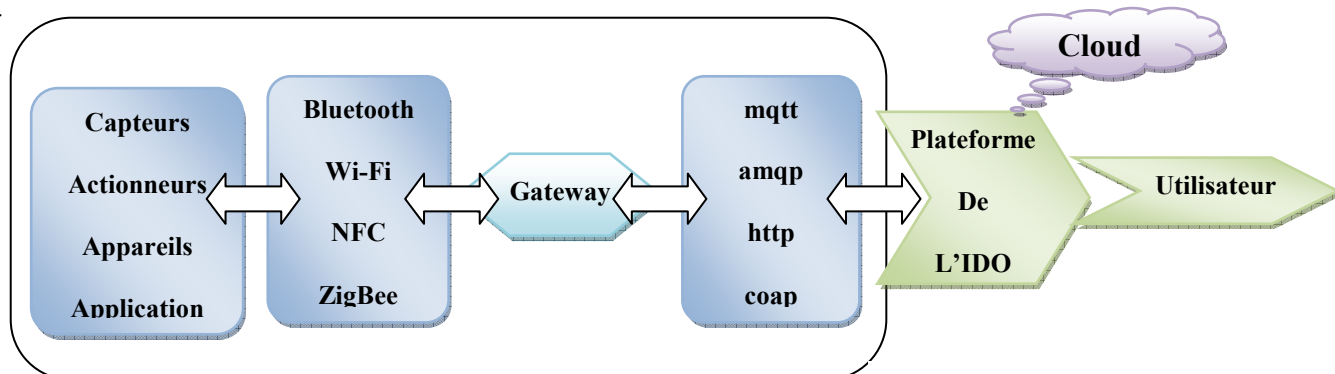 Capteurs
Actionneurs
Appareils
Application
Bluetooth
Wi-Fi
NFC
ZigBee
Gateway
mqtt
amqp
http
coap
Cloud
Plateforme
De
L'IDO
Utilisateur